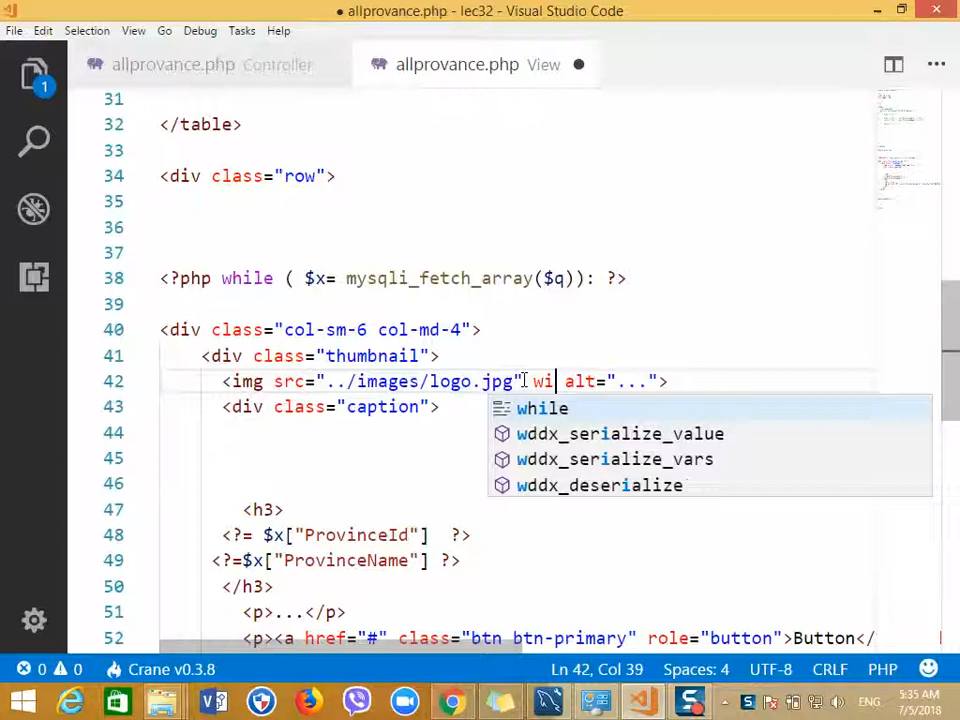 ● allprovance.php - lec32 - Visual Studio Code
File Edit Selection View Go Debug Tasks Help
allprovance.php Controller
allprovance.php View ●
1
31
32 </table>
33
34 <div class="row">
35
36
37
38 <?php while ( $x= mysqli_fetch_array($q)): ?>
39
40 <div class="col-sm-6 col-md-4">
41 <div class="thumbnail">
42 <img src="../images/logo.jpg" wi alt="...">
43 <div class="caption">
while
44
wddx_serialize_value
45
wddx_serialize_vars
46
wddx_deserialize
47 <h3>
48 <?= $x["ProvinceId"] ?>
49 <?=$x["ProvinceName"] ?>
50 </h3>
51 <p>...</p>
52 <p><a href="#" class="btn btn-primary" role="button">Button</
0 0 Crane v0.3.8 Ln 42, Col 39 Spaces: 4 UTF-8 CRLF PHP
ENG 5:35 AM
7/5/2018